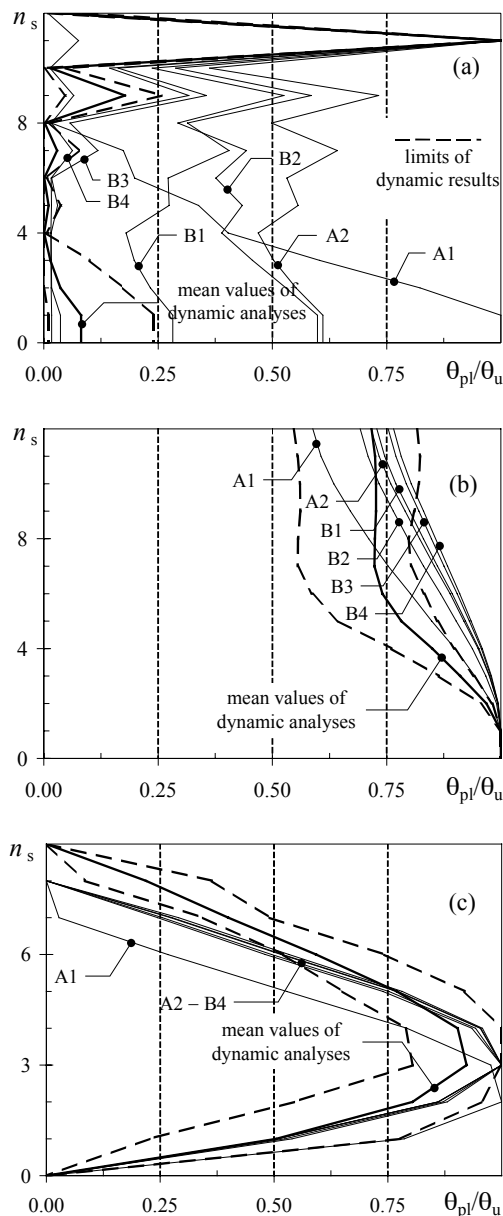 n s
(a)
8
limits of
dynamic results
B3
B4
B2
4
B1
A2
A1
mean values of
dynamic analyses
0
0.00 0.25 0.50 0.75 θpl/θu
n s
(b)
A1
A2
B1
8
B2
B3
B4
4
mean values of
dynamic analyses
0
0.00 0.25 0.50 0.75 θpl/θu
n s
(c)
6
A1
A2 – B4
mean values of
dynamic analyses
3
0
0.00 0.25 0.50 0.75 θpl/θu